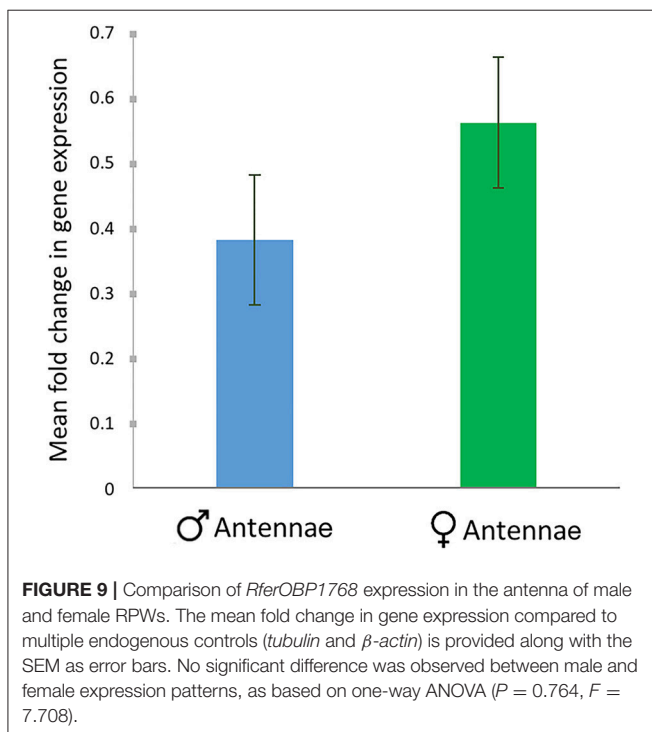 0.7
0.6
0.5
0.4
0.3
0.2
0.1
0
Mean fold change in gene expression
♂ Antennae
♀ Antennae
FIGURE 9 | Comparison of RferOBP1768 expression in the antenna of male
and female RPWs. The mean fold change in gene expression compared to
multiple endogenous controls (tubulin and β-actin) is provided along with the
SEM as error bars. No significant difference was observed between male and
female expression patterns, as based on one-way ANOVA (P = 0.764, F =
7.708).